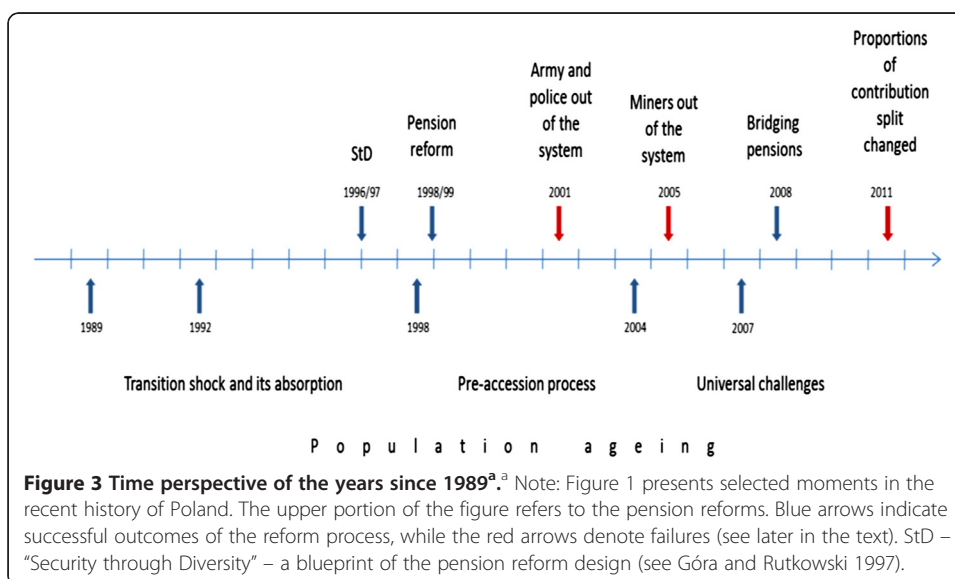 Proportions
of
contribution
split
changed
Army and
police out
of the
system
Miners out
of the
system
Bridging
pensions
Pension
reform
StD
1996/97
1998/99
2001
2005
2008
2011
1989
1992
1998
2004
2007
Transition shock and its absorption
Pre-accession process
Universal challenges
P o p u l a t i o n   a g e i n g
Figure 3 Time perspective of the years since 1989ᵃ.ᵃ Note: Figure 1 presents selected moments in the
recent history of Poland. The upper portion of the figure refers to the pension reforms. Blue arrows indicate
successful outcomes of the reform process, while the red arrows denote failures (see later in the text). StD –
“Security through Diversity” – a blueprint of the pension reform design (see Góra and Rutkowski 1997).